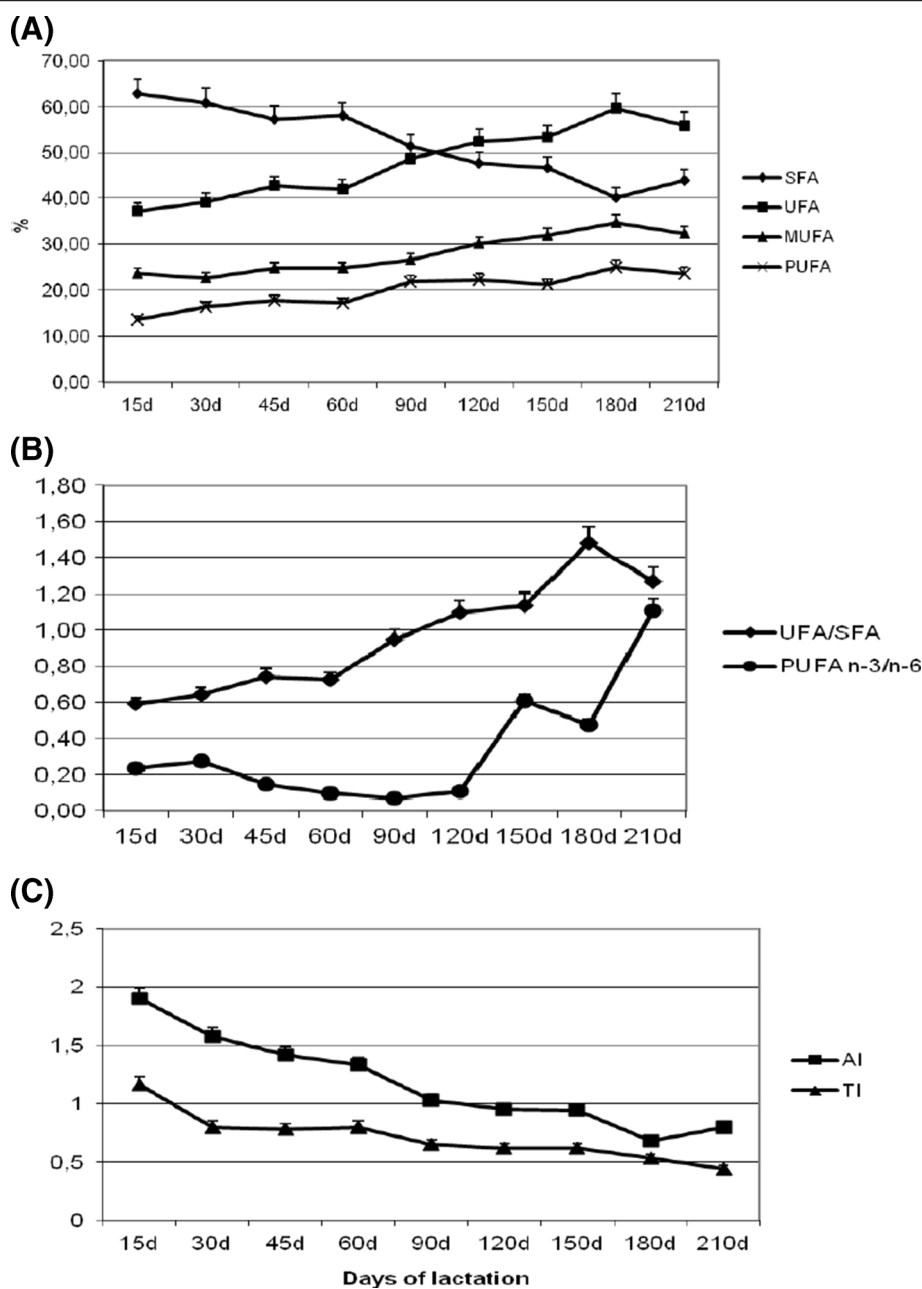 (A)
70,00
60,00
50,00
40,00
30,00
20,00
10,00
0,00
%
15d 30d 45d 60d 90d 120d 150d 180d 210d
SFA
UFA
MUFA
PUFA
(B)
1,80
1,60
1,40
1,20
1,00
0,80
0,60
0,40
0,20
0,00
15d 30d 45d 60d 90d 120d 150d 180d 210d
UFA/SFA
PUFA n-3/n-6
(C)
2,5
2
1,5
1
0,5
0
15d 30d 45d 60d 90d 120d 150d 180d 210d
Days of lactation
AI
TI